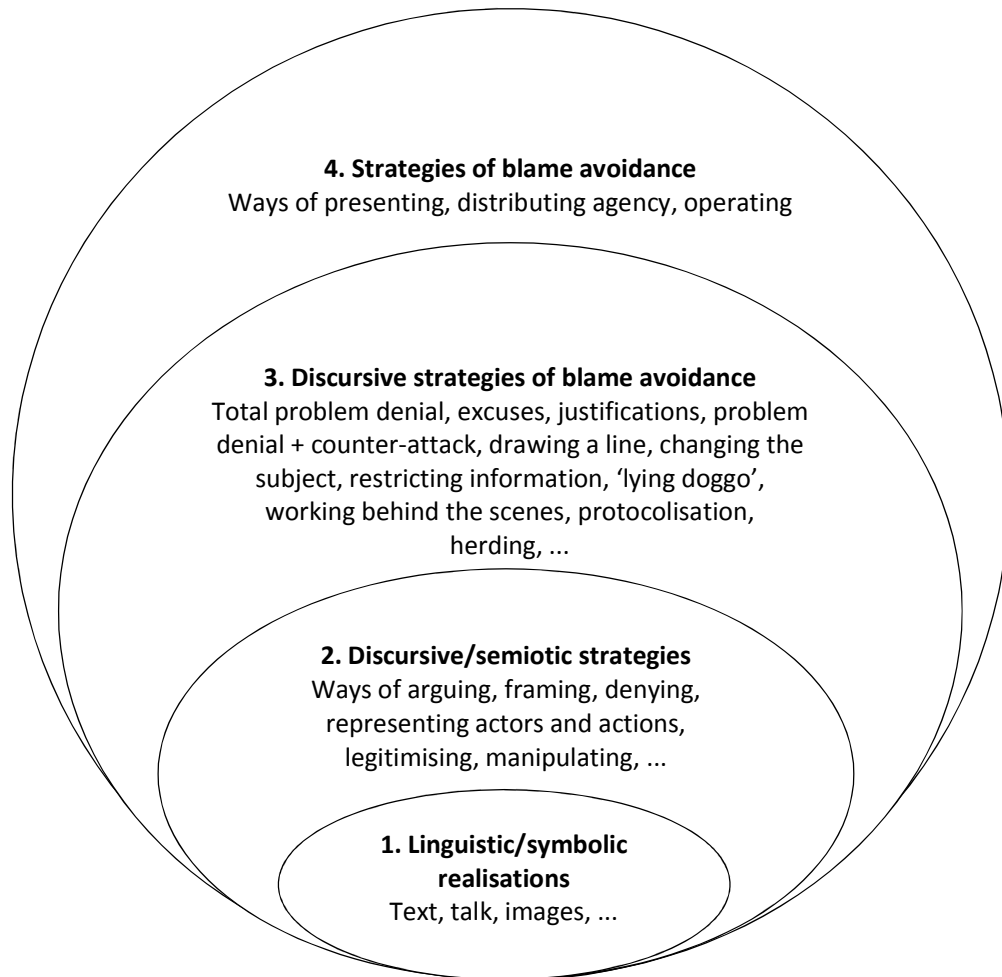 4. Strategies of blame avoidance
Ways of presenting, distributing agency, operating
3. Discursive strategies of blame avoidance
Total problem denial, excuses, justifications, problem
denial + counter-attack, drawing a line, changing the
subject, restricting information, ‘lying doggo’,
working behind the scenes, protocolisation,
herding, ...
2. Discursive/semiotic strategies
Ways of arguing, framing, denying,
representing actors and actions,
legitimising, manipulating, ...
1. Linguistic/symbolic
realisations
Text, talk, images, ...